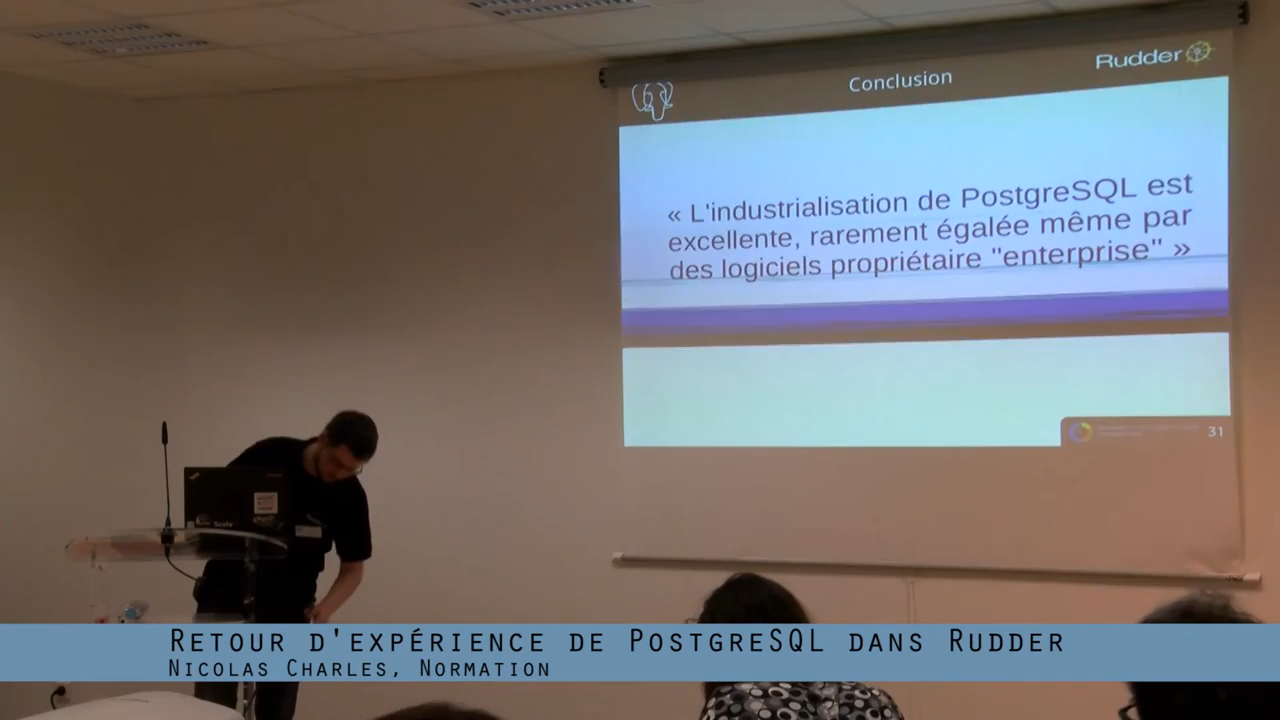 Conclusion
Rudder
« L'industrialisation de PostgreSQL est
excellente, rarement égalée même par
des logiciels propriétaire "enterprise" »
31
Scala
RETOUR D'EXPÉRIENCE DE POSTGRESQL DANS RUDDER
NICOLAS CHARLES, NORMATION